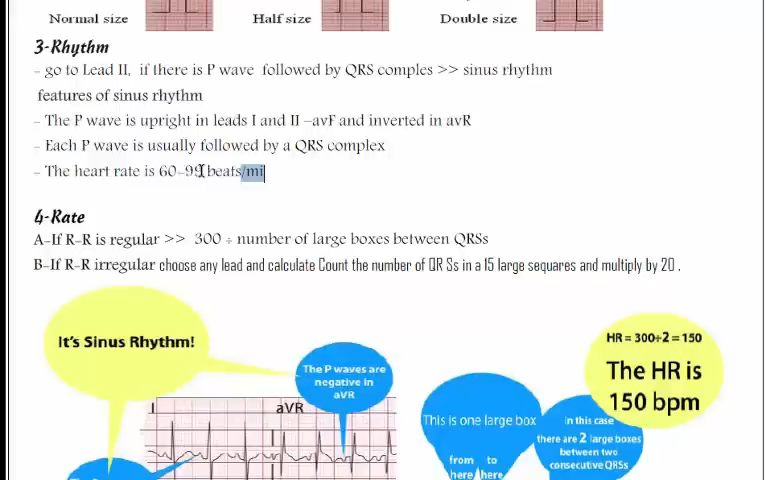 Normal size Half size Double size
3-Rhythm
- go to Lead II, if there is P wave followed by QRS comples >> sinus rhythm
features of sinus rhythm
- The P wave is upright in leads I and II -avF and inverted in avR
- Each P wave is usually followed by a QRS complex
- The heart rate is 60-99 beats/mi
4-Rate
A-If R-R is regular >> 300 ÷ number of large boxes between QRSs
B-If R-R irregular choose any lead and calculate Count the number of QR Ss in a 15 large sequares and multiply by 20 .
It's Sinus Rhythm!
The P waves are
negative in
aVR
I aVR
This is one large box
from to
here here
In this case
there are 2 large boxes
between two
consecutive QRSs
HR = 300÷2 = 150
The HR is
150 bpm